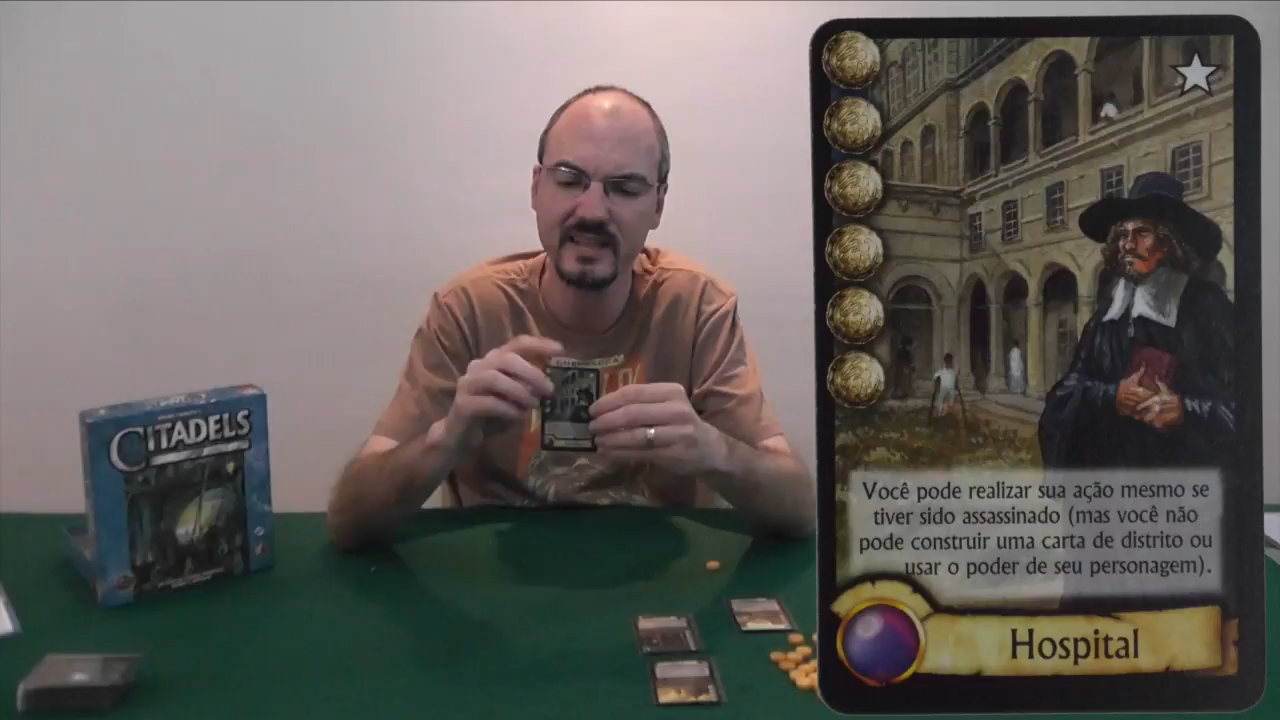 CITADELS
Você pode realizar sua ação mesmo se
tiver sido assassinado (mas você não
pode construir uma carta de distrito ou
usar o poder de seu personagem).
Hospital